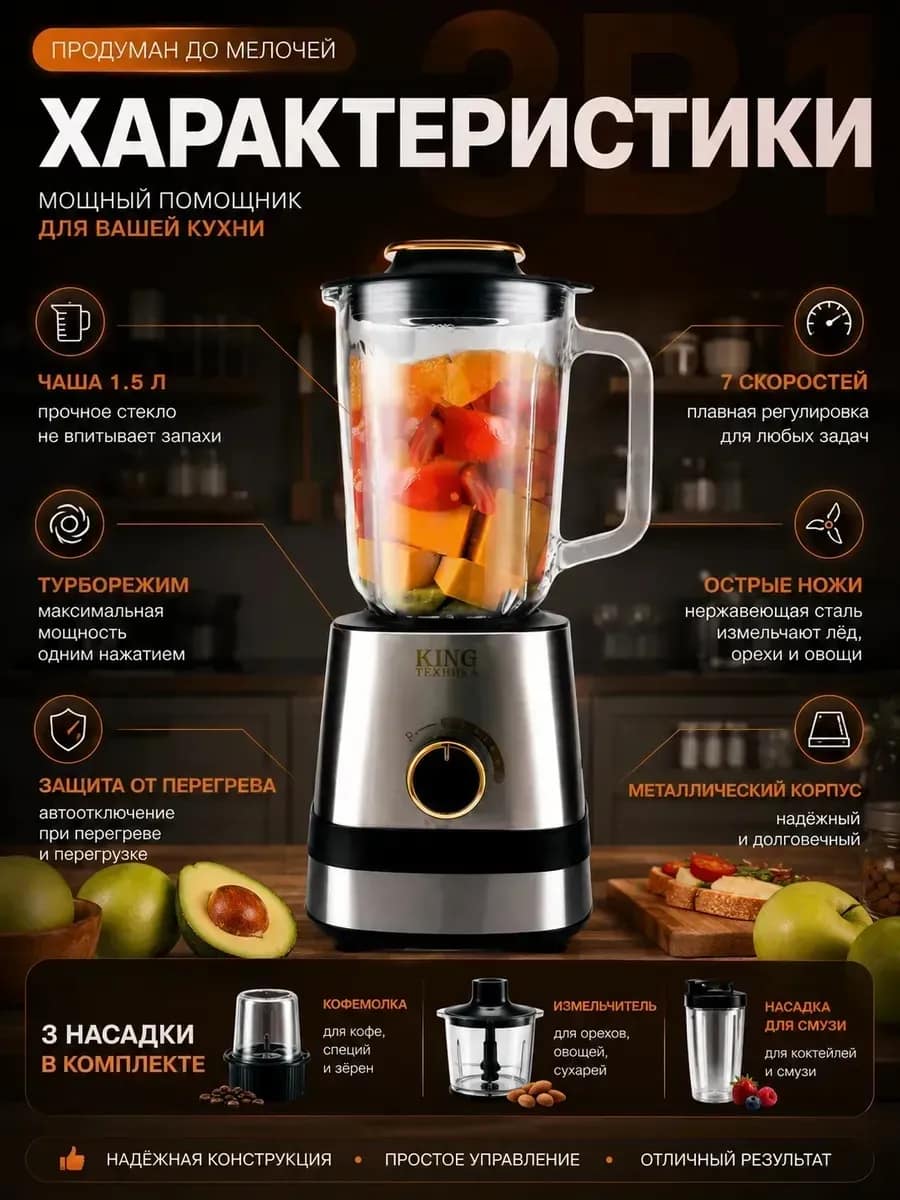 3В1
ПРОДУМАН ДО МЕЛОЧЕЙ
ХАРАКТЕРИСТИКИ
МОЩНЫЙ ПОМОЩНИК
ДЛЯ ВАШЕЙ КУХНИ
ЧАША 1.5 Л
прочное стекло
не впитывает запахи
7 СКОРОСТЕЙ
плавная регулировка
для любых задач
ТУРБОРЕЖИМ
максимальная
мощность
одним нажатием
ОСТРЫЕ НОЖИ
нержавеющая сталь
измельчают лёд,
орехи и овощи
KING
ТЕХНИКА
P
ЗАЩИТА ОТ ПЕРЕГРЕВА
автоотключение
при перегреве
и перегрузке
МЕТАЛЛИЧЕСКИЙ КОРПУС
надёжный
и долговечный
3 НАСАДКИ
В КОМПЛЕКТЕ
КОФЕМОЛКА
для кофе,
специй
и зёрен
ИЗМЕЛЬЧИТЕЛЬ
для орехов,
овощей,
сухарей
НАСАДКА
ДЛЯ СМУЗИ
для коктейлей
и смузи
НАДЁЖНАЯ КОНСТРУКЦИЯ • ПРОСТОЕ УПРАВЛЕНИЕ • ОТЛИЧНЫЙ РЕЗУЛЬТАТ